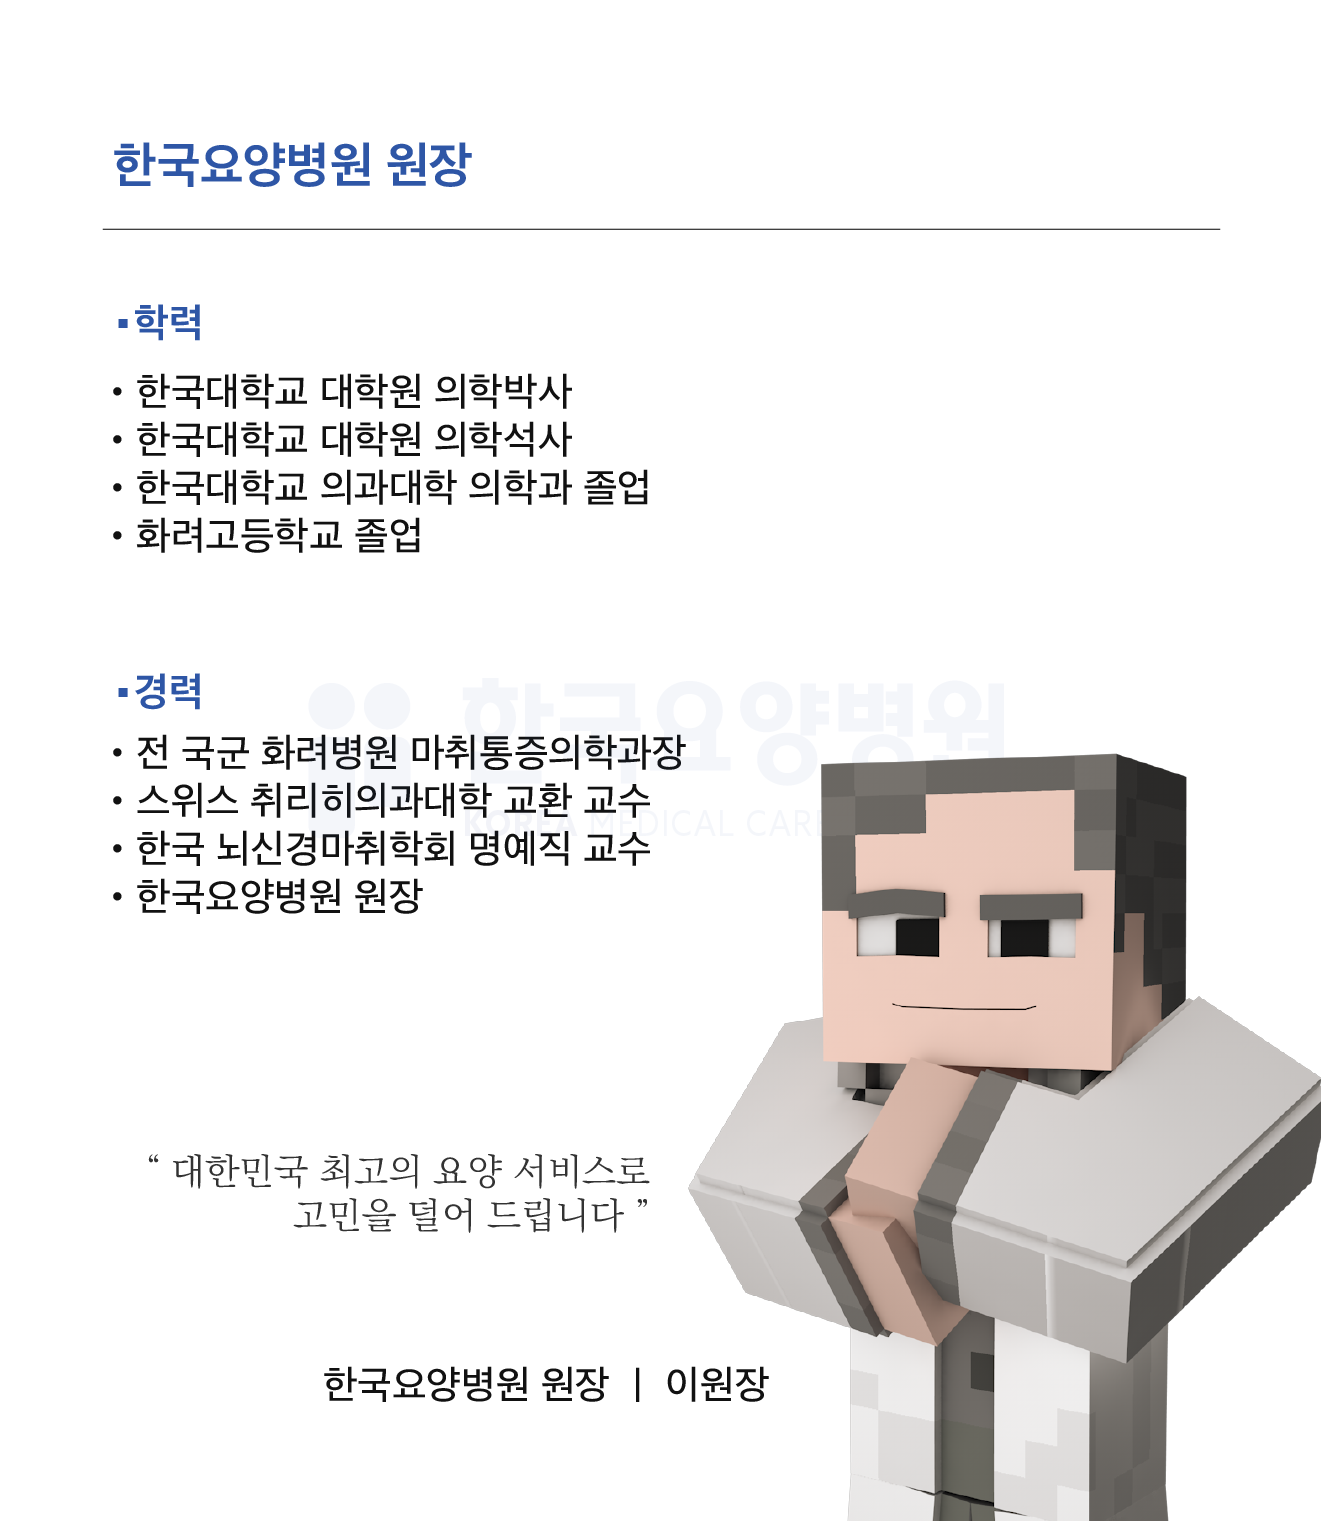 한국요양병원 원장
▪학력
• 한국대학교 대학원 의학박사
• 한국대학교 대학원 의학석사
• 한국대학교 의과대학 의학과 졸업
• 화려고등학교 졸업
▪경력
한국요양병원
• 전 국군 화려병원 마취통증의학과장
• 스위스 취리히의과대학 교환 교수
KOREA MEDICAL CARE
• 한국 뇌신경마취학회 명예직 교수
• 한국요양병원 원장
“ 대한민국 최고의 요양 서비스로
고민을 덜어 드립니다 ”
한국요양병원 원장 | 이원장